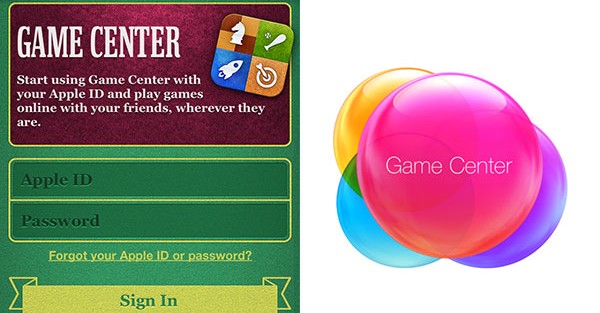 GAME CENTER
Start using Game Center with
your Apple ID and play games
online with your friends, wherever they
are.
Apple ID
Password
Forgot your Apple ID or password?
Sign In
Game Center